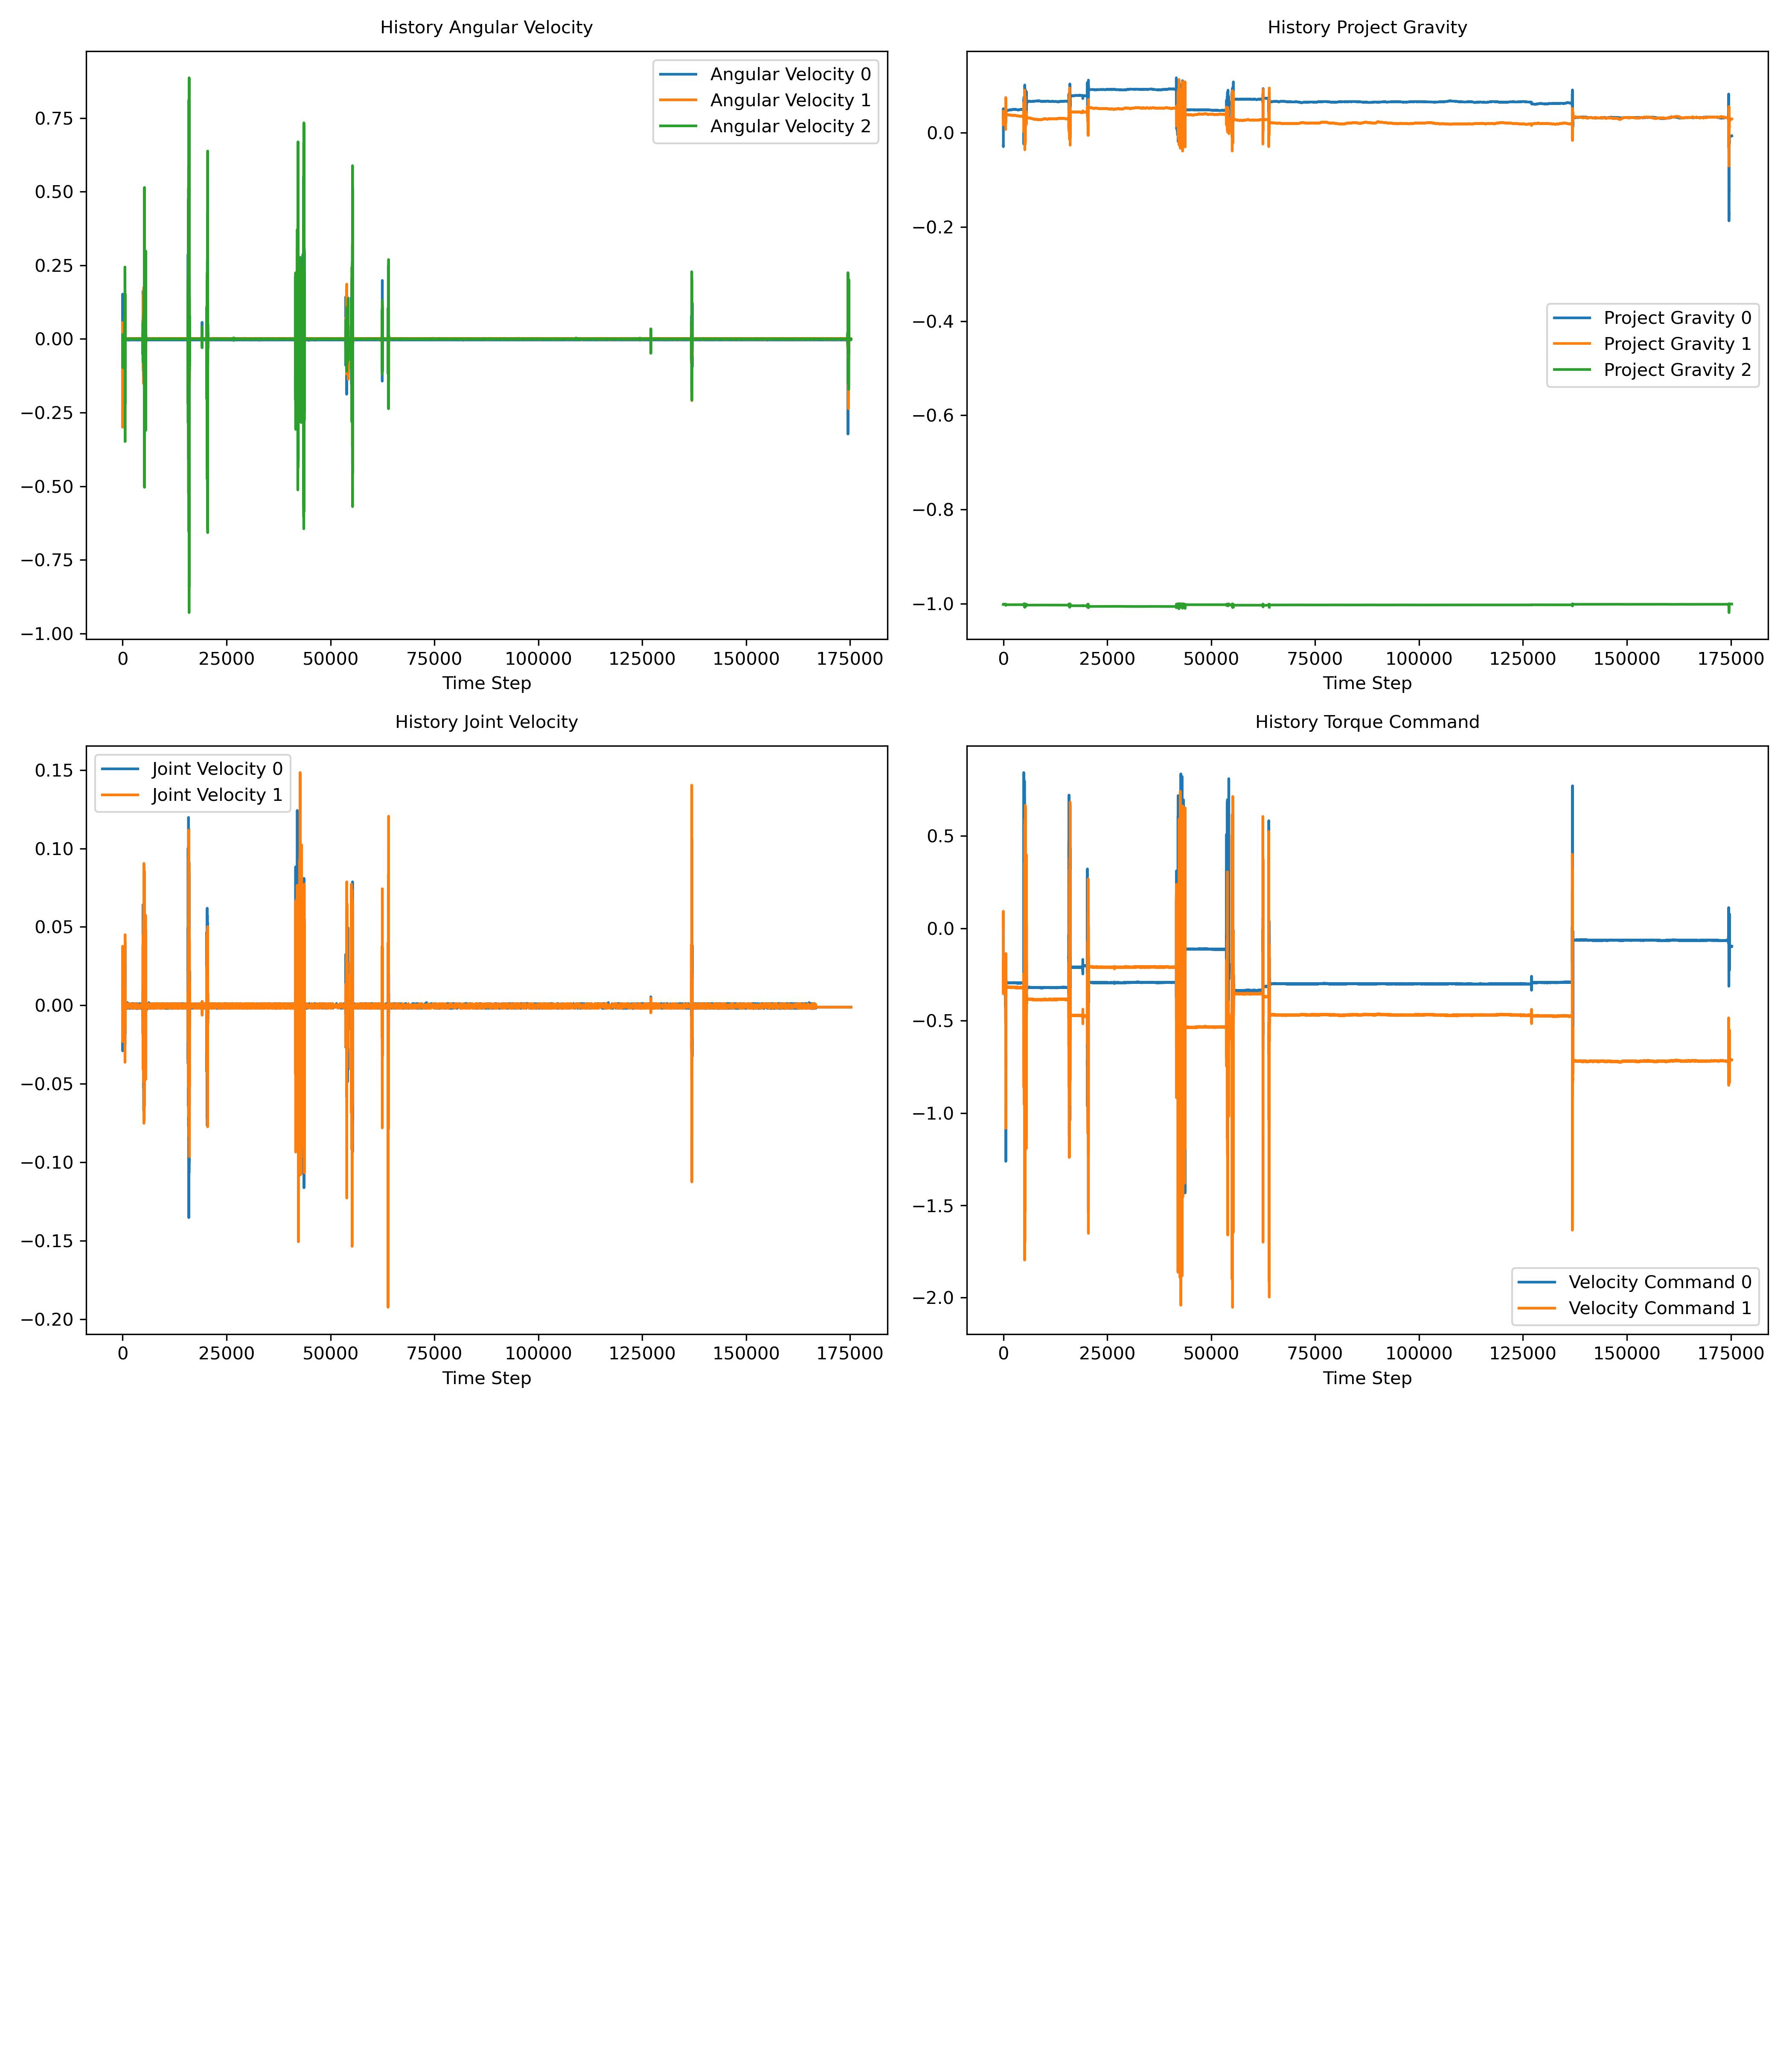 History Angular Velocity
Angular Velocity 0
Angular Velocity 1
Angular Velocity 2
0.75
0.50
0.25
0.00
−0.25
−0.50
−0.75
−1.00
0 25000 50000 75000 100000 125000 150000 175000
Time Step
History Project Gravity
Project Gravity 0
Project Gravity 1
Project Gravity 2
0.0
−0.2
−0.4
−0.6
−0.8
−1.0
0 25000 50000 75000 100000 125000 150000 175000
Time Step
History Joint Velocity
Joint Velocity 0
Joint Velocity 1
0.15
0.10
0.05
0.00
−0.05
−0.10
−0.15
−0.20
0 25000 50000 75000 100000 125000 150000 175000
Time Step
History Torque Command
0.5
0.0
−0.5
−1.0
−1.5
−2.0
Velocity Command 0
Velocity Command 1
0 25000 50000 75000 100000 125000 150000 175000
Time Step